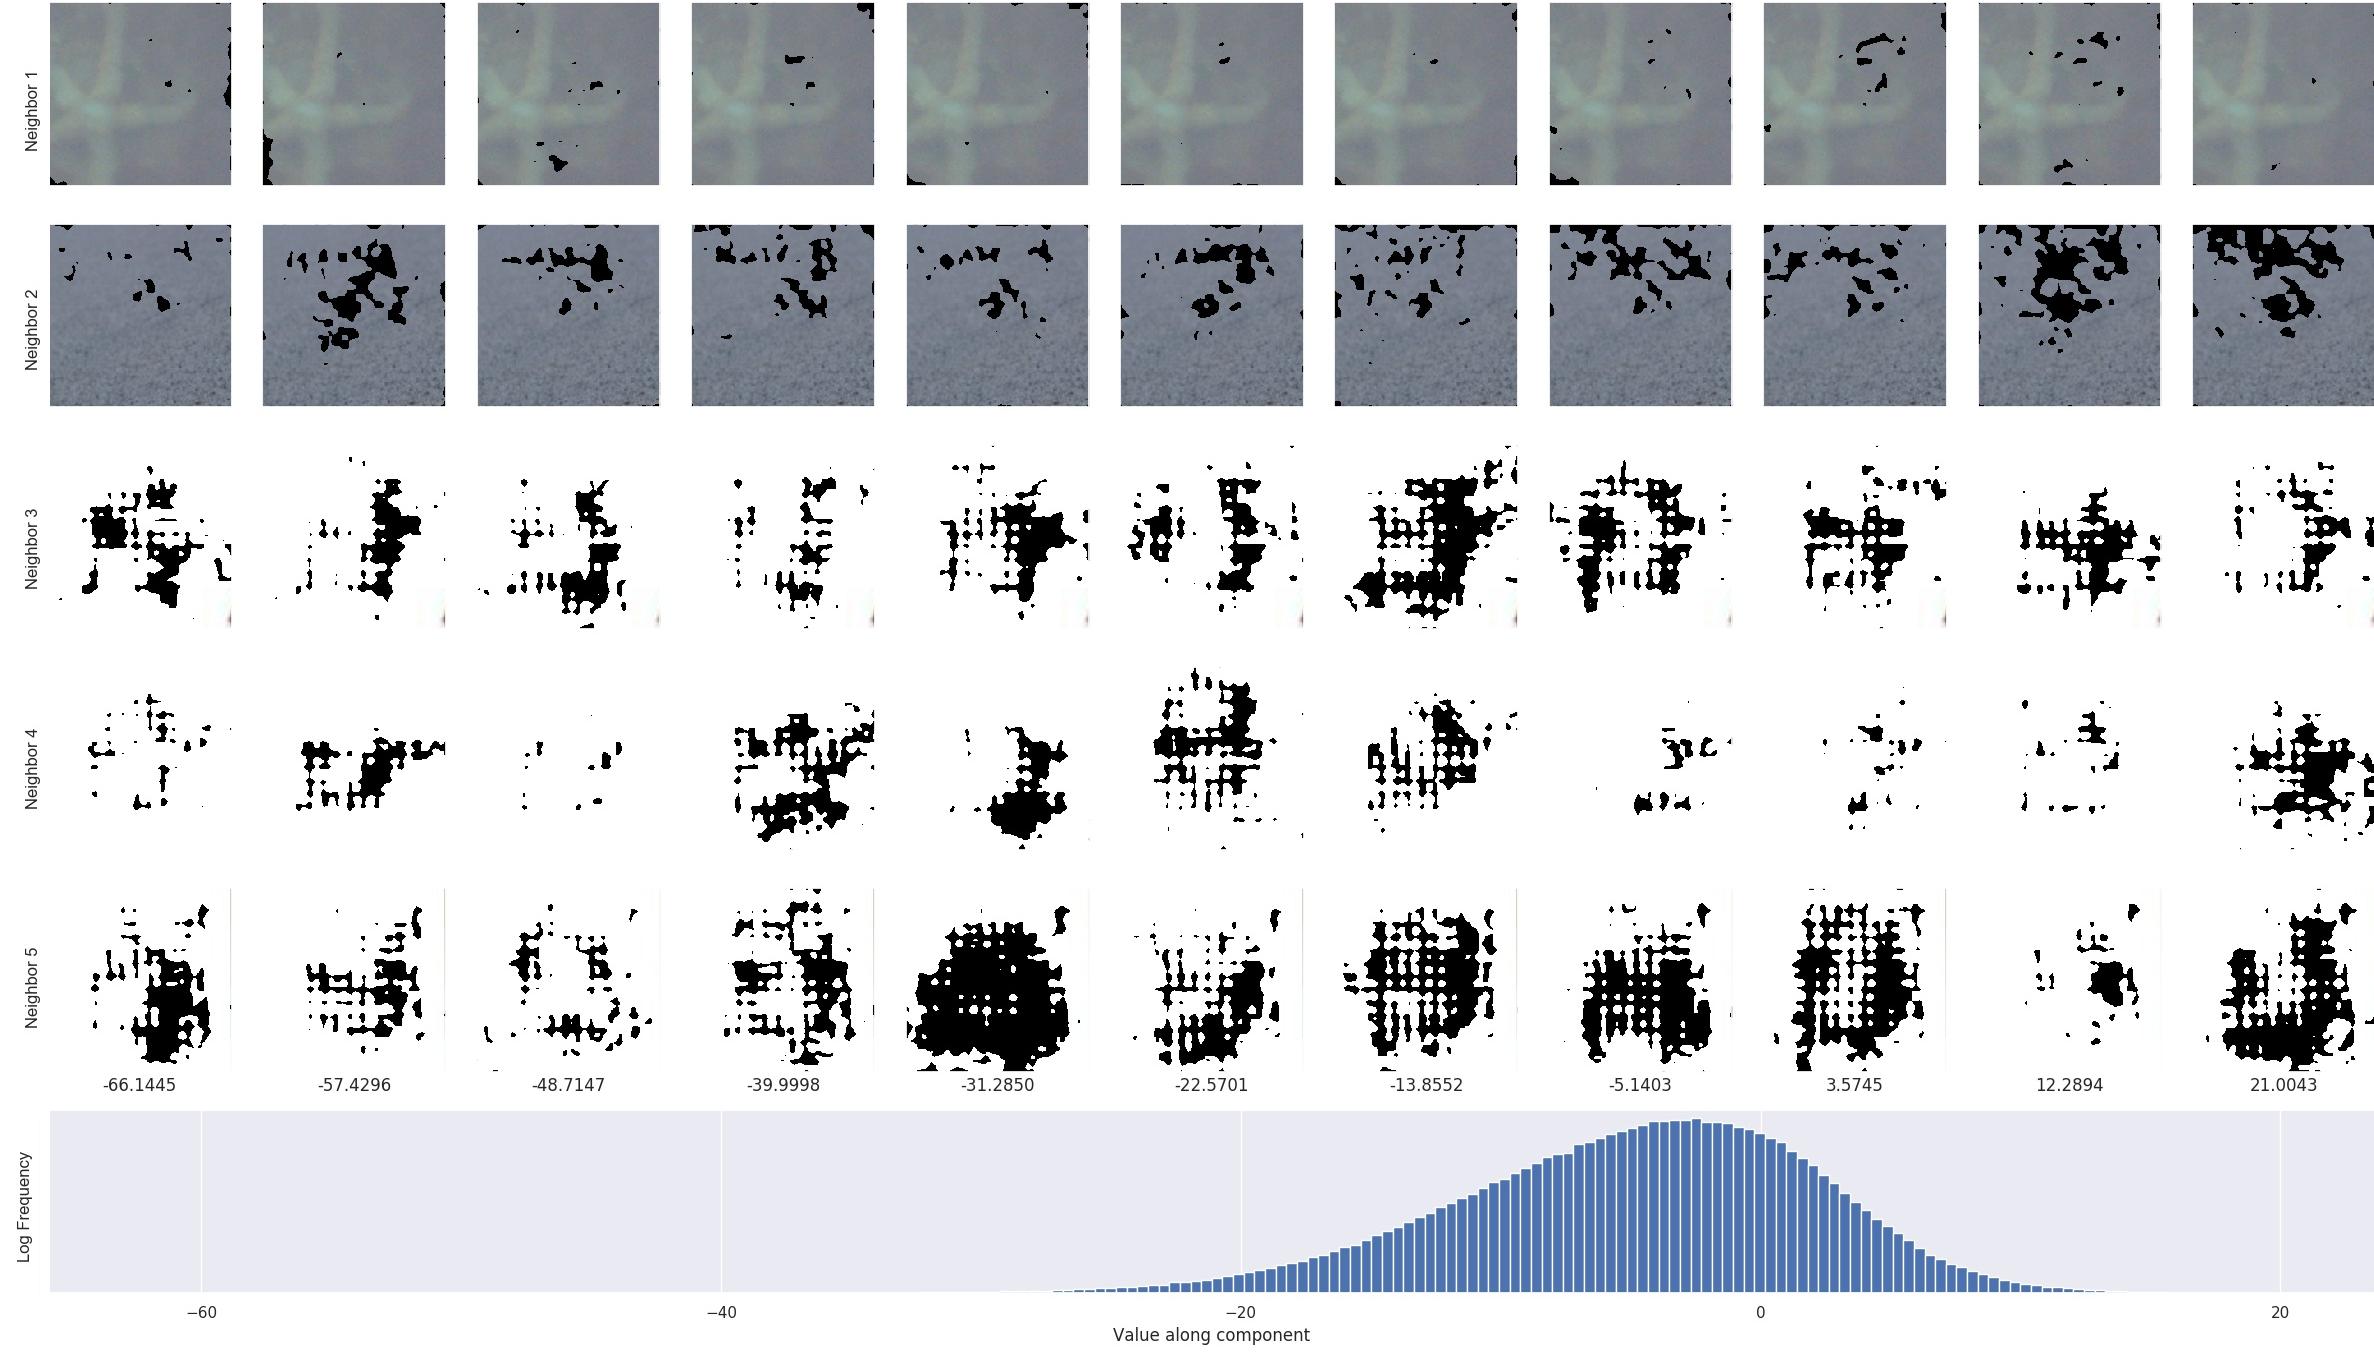 Neighbor 1
Neighbor 2
Neighbor 3
Neighbor 4
Neighbor 5
-66.1445 -57.4296 -48.7147 -39.9998 -31.2850 -22.5701 -13.8552 -5.1403 3.5745 12.2894 21.0043
Log Frequency
−60 −40 −20 0 20
Value along component